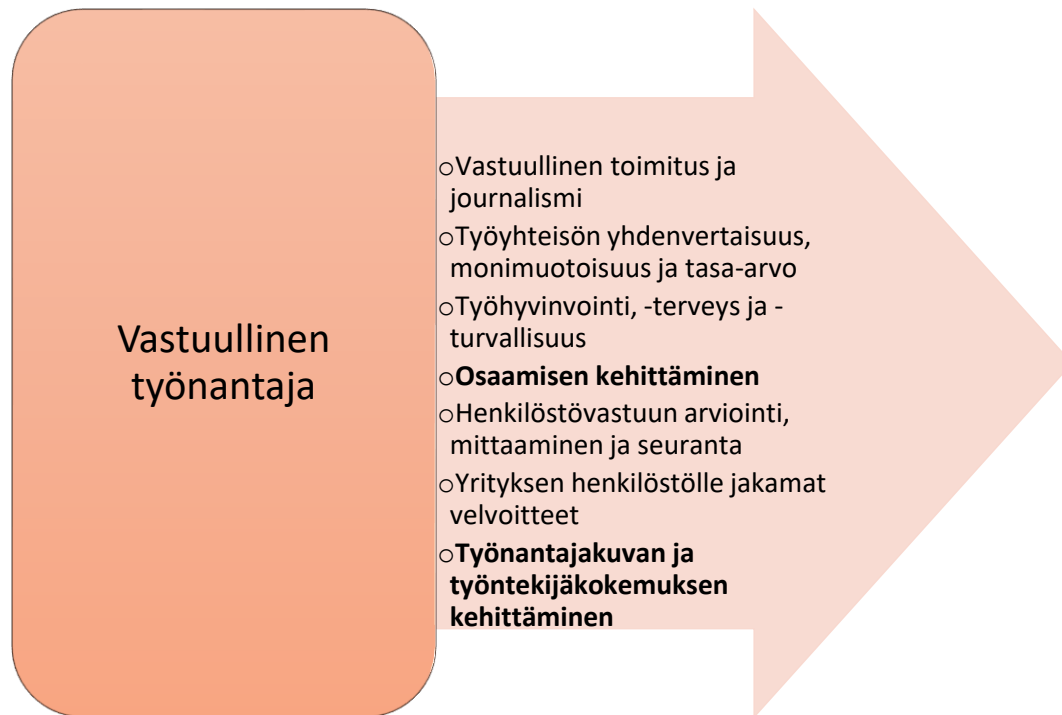 Vastuullinen
työnantaja
oVastuullinen toimitus ja
journalismi
oTyöyhteisön yhdenvertaisuus,
monimuotoisuus ja tasa-arvo
oTyöhyvinvointi, -terveys ja -
turvallisuus
oOsaamisen kehittäminen
oHenkilöstövastuun arviointi,
mittaaminen ja seuranta
oYrityksen henkilöstölle jakamat
velvoitteet
oTyönantajakuvan ja
työntekijäkokemuksen
kehittäminen